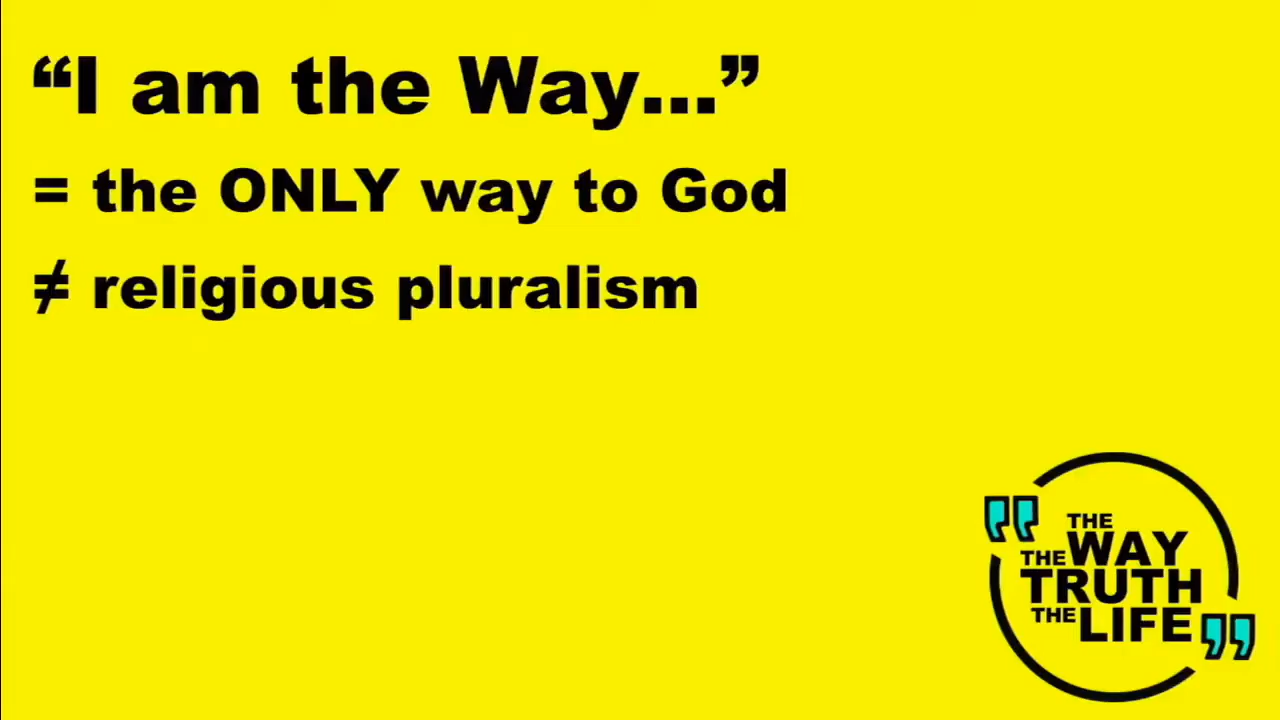 “I am the Way...”
= the ONLY way to God
≠ religious pluralism
THE
THE WAY
TRUTH
THE LIFE